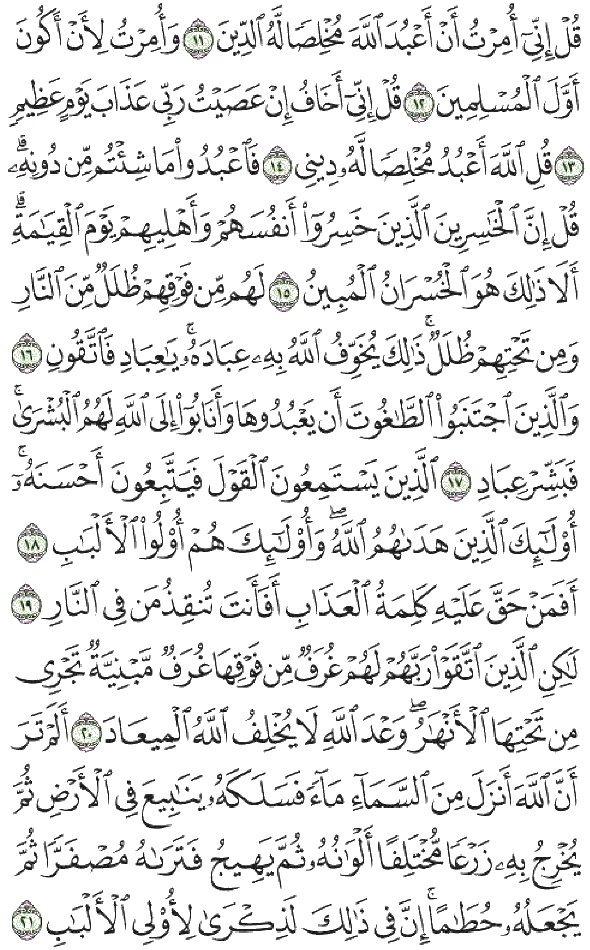 قُلۡ إِنِّيٓ أُمِرۡتُ أَنۡ أَعۡبُدَ ٱللَّهَ مُخۡلِصٗا لَّهُ ٱلدِّينَ ١١ وَأُمِرۡتُ لِأَنۡ أَكُونَ
أَوَّلَ ٱلۡمُسۡلِمِينَ ١٢ قُلۡ إِنِّيٓ أَخَافُ إِنۡ عَصَيۡتُ رَبِّي عَذَابَ يَوۡمٍ عَظِيمٖ
١٣ قُلِ ٱللَّهَ أَعۡبُدُ مُخۡلِصٗا لَّهُۥ دِينِي ١٤ فَٱعۡبُدُواْ مَا شِئۡتُم مِّن دُونِهِۦۗ
قُلۡ إِنَّ ٱلۡخَٰسِرِينَ ٱلَّذِينَ خَسِرُوٓاْ أَنفُسَهُمۡ وَأَهۡلِيهِمۡ يَوۡمَ ٱلۡقِيَٰمَةِۗ
أَلَا ذَٰلِكَ هُوَ ٱلۡخُسۡرَانُ ٱلۡمُبِينُ ١٥ لَهُم مِّن فَوۡقِهِمۡ ظُلَلٞ مِّنَ ٱلنَّارِ
وَمِن تَحۡتِهِمۡ ظُلَلٞۚ ذَٰلِكَ يُخَوِّفُ ٱللَّهُ بِهِۦ عِبَادَهُۥۚ يَٰعِبَادِ فَٱتَّقُونِ ١٦
وَٱلَّذِينَ ٱجۡتَنَبُواْ ٱلطَّٰغُوتَ أَن يَعۡبُدُوهَا وَأَنَابُوٓاْ إِلَى ٱللَّهِ لَهُمُ ٱلۡبُشۡرَىٰۚ
فَبَشِّرۡ عِبَادِ ١٧ ٱلَّذِينَ يَسۡتَمِعُونَ ٱلۡقَوۡلَ فَيَتَّبِعُونَ أَحۡسَنَهُۥٓۚ
أُوْلَٰٓئِكَ ٱلَّذِينَ هَدَىٰهُمُ ٱللَّهُۖ وَأُوْلَٰٓئِكَ هُمۡ أُوْلُواْ ٱلۡأَلۡبَٰبِ ١٨
أَفَمَنۡ حَقَّ عَلَيۡهِ كَلِمَةُ ٱلۡعَذَابِ أَفَأَنتَ تُنقِذُ مَن فِي ٱلنَّارِ ١٩
لَٰكِنِ ٱلَّذِينَ ٱتَّقَوۡاْ رَبَّهُمۡ لَهُمۡ غُرَفٞ مِّن فَوۡقِهَا غُرَفٞ مَّبۡنِيَّةٞ تَجۡرِي
مِن تَحۡتِهَا ٱلۡأَنۡهَٰرُۖ وَعۡدَ ٱللَّهِ لَا يُخۡلِفُ ٱللَّهُ ٱلۡمِيعَادَ ٢٠ أَلَمۡ تَرَ
أَنَّ ٱللَّهَ أَنزَلَ مِنَ ٱلسَّمَآءِ مَآءٗ فَسَلَكَهُۥ يَنَٰبِيعَ فِي ٱلۡأَرۡضِ ثُمَّ
يُخۡرِجُ بِهِۦ زَرۡعٗا مُّخۡتَلِفًا أَلۡوَٰنُهُۥ ثُمَّ يَهِيجُ فَتَرَىٰهُ مُصۡفَرّٗا ثُمَّ
يَجۡعَلُهُۥ حُطَٰمًاۚ إِنَّ فِي ذَٰلِكَ لَذِكۡرَىٰ لِأُوْلِي ٱلۡأَلۡبَٰبِ ٢١